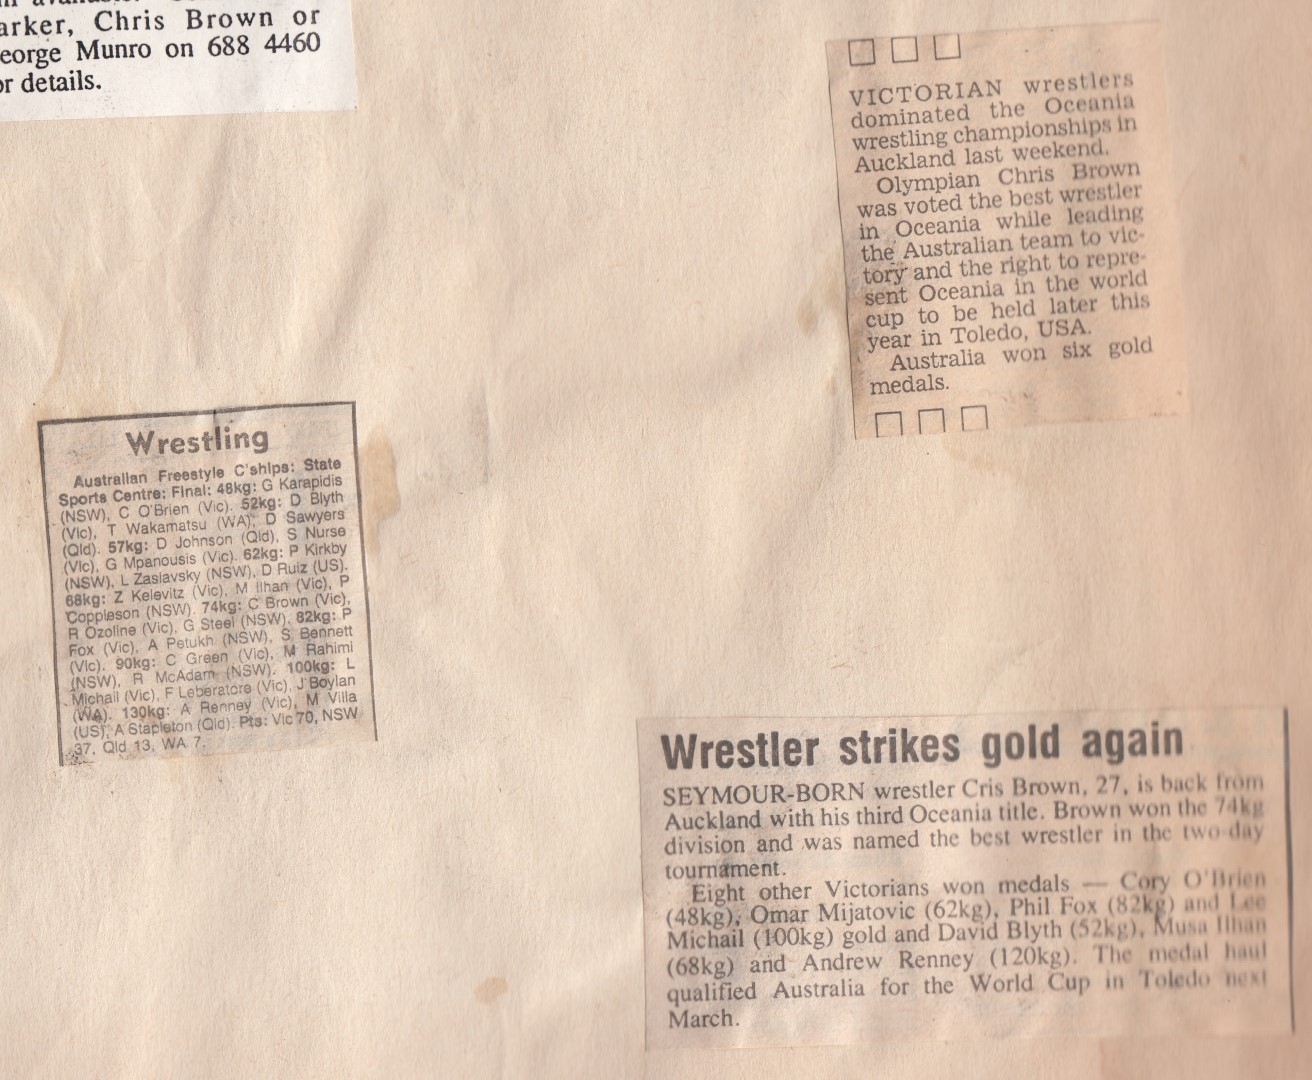 arker, Chris Brown or
eorge Munro on 688 4460
or details.
VICTORIAN wrestlers
dominated the Oceania
wrestling championships in
Auckland last weekend.
Olympian Chris Brown
was voted the best wrestler
in Oceania while leading
the Australian team to vic-
tory and the right to repre-
sent Oceania in the world
cup to be held later this
year in Toledo, USA.
Australia won six gold
medals.
Wrestling
Australian Freestyle C'ships: State
Sports Centre: Final: 48kg: G Karapidis
(NSW), C O'Brien (Vic). 52kg: D Blyth
(Vic), T Wakamatsu (WA), D Sawyers
(Qld). 57kg: D Johnson (Qld), S Nurse
(Vic), G Mpanousis (Vic). 62kg: P Kirkby
(NSW), L Zaslavsky (NSW), D Ruiz (US).
68kg: Z Kelevitz (Vic), M Ilhan (Vic), P
Coppleson (NSW). 74kg: C Brown (Vic),
R Ozoline (Vic), G Steel (NSW). 82kg: P
Fox (Vic), A Petukh (NSW), S Bennett
(Vic). 90kg: C Green (Vic), M Rahimi
(NSW), R McAdam (NSW). 100kg: L
Michail (Vic), F Leberatore (Vic), J Boylan
(WA). 130kg: A Renney (Vic), M Villa
(US), A Stapleton (Qld). Pts: Vic 70, NSW
37, Qld 13, WA 7.
Wrestler strikes gold again
SEYMOUR-BORN wrestler Cris Brown, 27, is back from
Auckland with his third Oceania title. Brown won the 74kg
division and was named the best wrestler in the two-day
tournament.
Eight other Victorians won medals — Cory O'Brien
(48kg), Omar Mijatovic (62kg), Phil Fox (82kg) and Lee
Michail (100kg) gold and David Blyth (52kg), Musa Ilhan
(68kg) and Andrew Renney (120kg). The medal haul
qualified Australia for the World Cup in Toledo next
March.